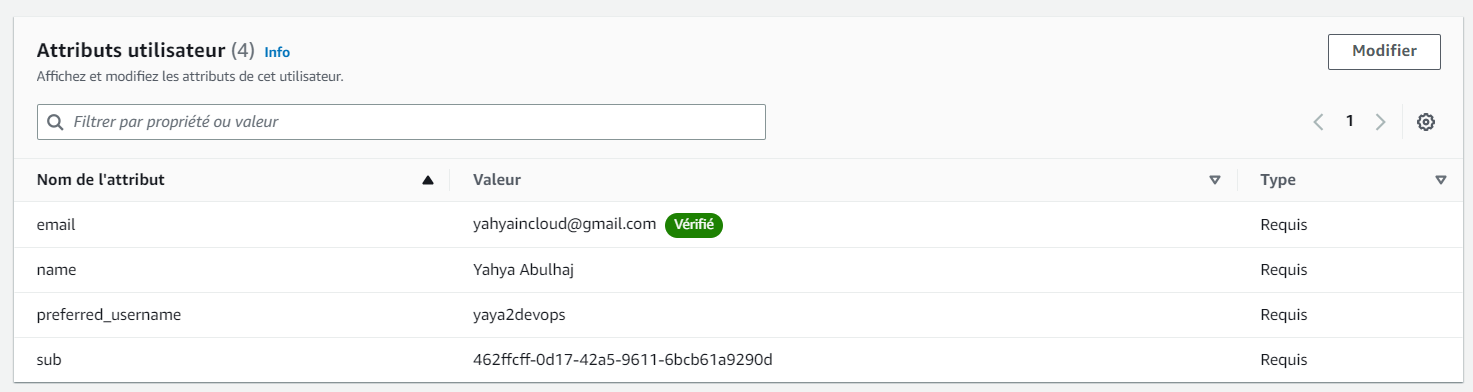 Attributs utilisateur (4) Info
Modifier
Affichez et modifiez les attributs de cet utilisateur.
Filtrer par propriété ou valeur
1
Nom de l'attribut Valeur Type
email yahyaincloud@gmail.com Vérifié Requis
name Yahya Abulhaj Requis
preferred_username yaya2devops Requis
sub 462ffcff-0d17-42a5-9611-6bcb61a9290d Requis